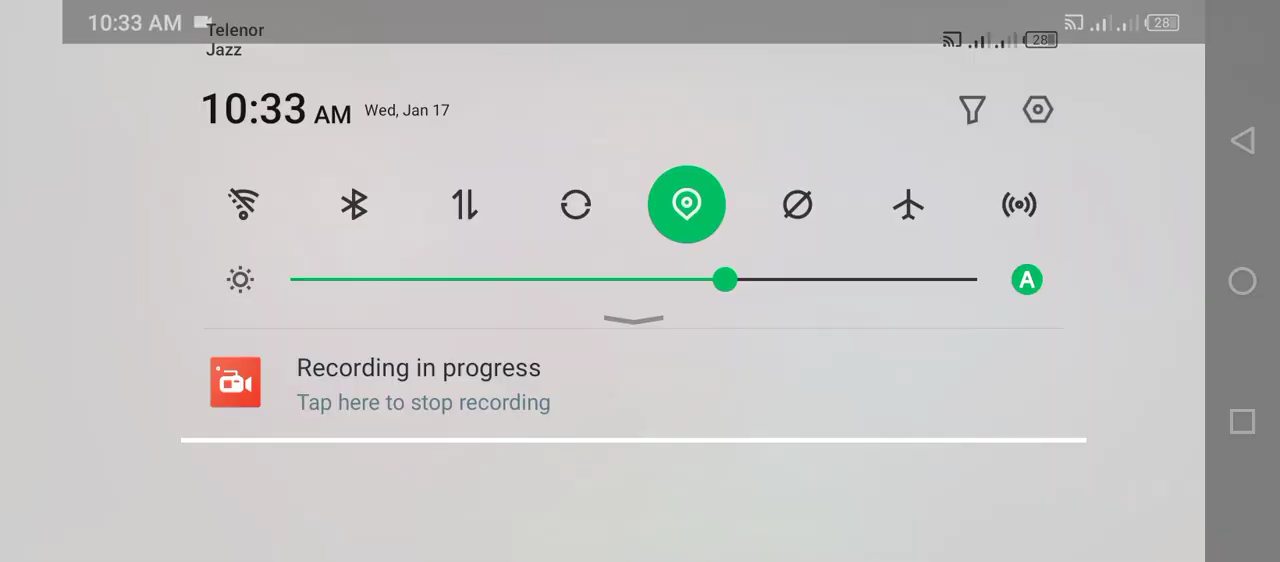 10:33 AM
28
Telenor
Jazz
28
10:33 AM Wed, Jan 17
A
Recording in progress
Tap here to stop recording